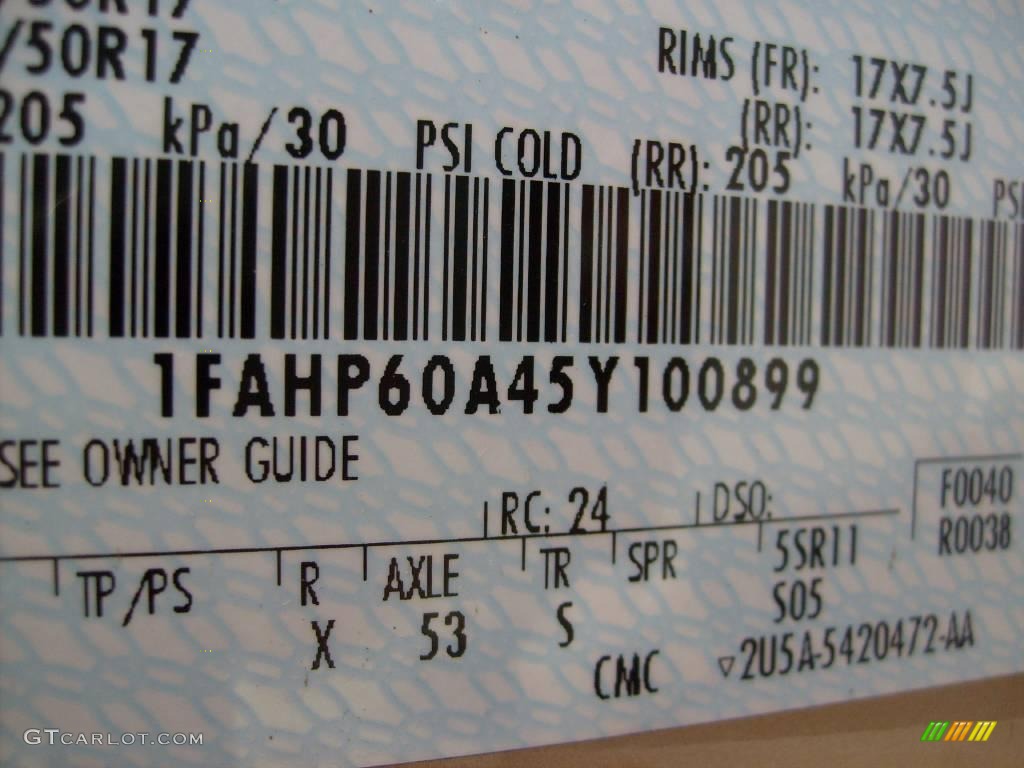 /50R17
/50R17
205 kPa/30 PSI COLD
RIMS (FR): 17X7.5J
(RR): 17X7.5J
(RR): 205 kPa/30 PSI
1FAHP60A45Y100899
SEE OWNER GUIDE
RC: 24 DSO:
F0040
R0038
TP/PS R AXLE TR SPR 5SR11
X 53 S S05
CMC ▽2U5A-5420472-AA
GTCARLOT.COM